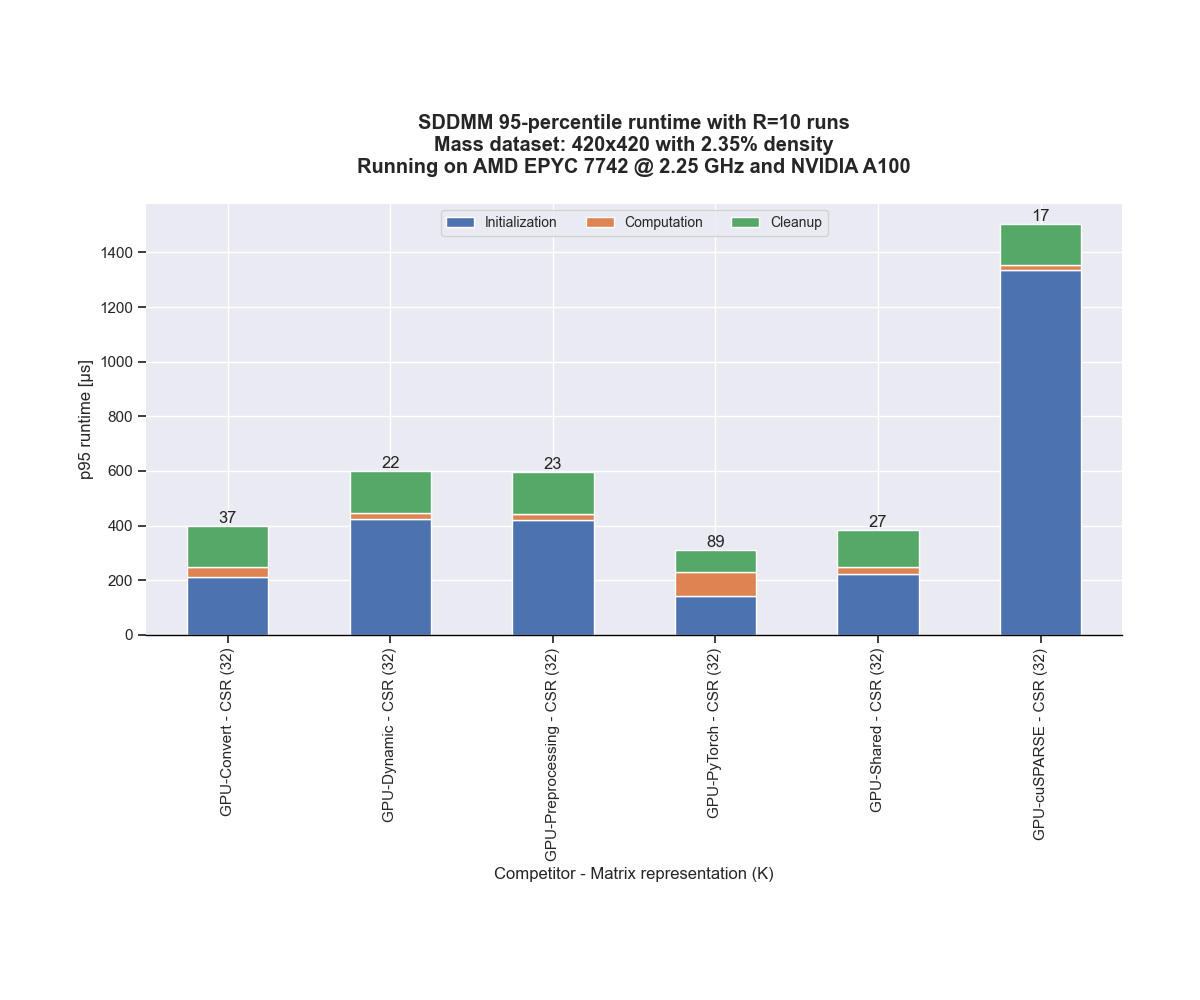 SDDMM 95-percentile runtime with R=10 runs
Mass dataset: 420x420 with 2.35% density
Running on AMD EPYC 7742 @ 2.25 GHz and NVIDIA A100
Initialization
Computation
Cleanup
17
1400
1200
1000
800
600
400
200
0
p95 runtime [μs]
37
22
23
89
27
GPU-Convert - CSR (32)
GPU-Dynamic - CSR (32)
GPU-Preprocessing - CSR (32)
GPU-PyTorch - CSR (32)
GPU-Shared - CSR (32)
GPU-cuSPARSE - CSR (32)
Competitor - Matrix representation (K)